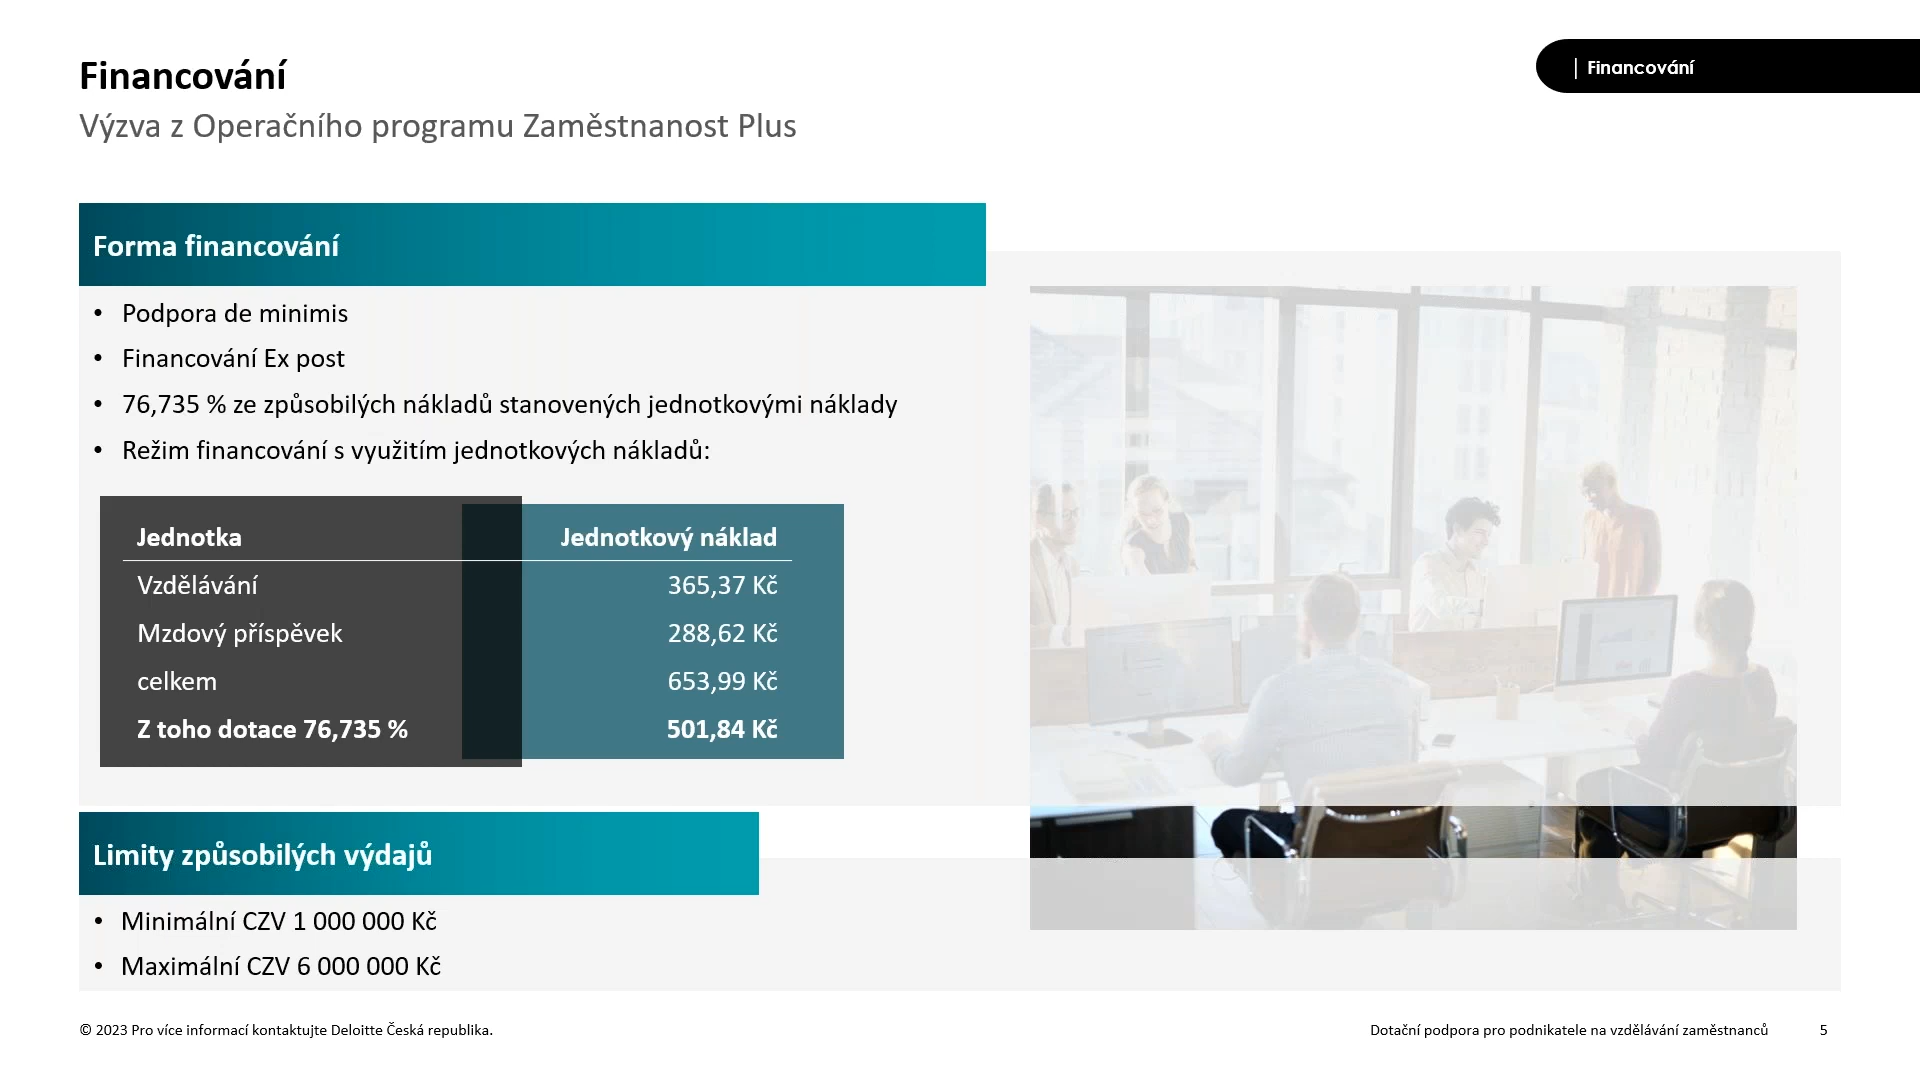 Financování
| Financování
Výzva z Operačního programu Zaměstnanost Plus
Forma financování
• Podpora de minimis
• Financování Ex post
• 76,735 % ze způsobilých nákladů stanovených jednotkovými náklady
• Režim financování s využitím jednotkových nákladů:
Jednotka Jednotkový náklad
Vzdělávání 365,37 Kč
Mzdový příspěvek 288,62 Kč
celkem 653,99 Kč
Z toho dotace 76,735 % 501,84 Kč
Limity způsobilých výdajů
• Minimální CZV 1 000 000 Kč
• Maximální CZV 6 000 000 Kč
© 2023 Pro více informací kontaktujte Deloitte Česká republika.
Dotační podpora pro podnikatele na vzdělávání zaměstnanců 5